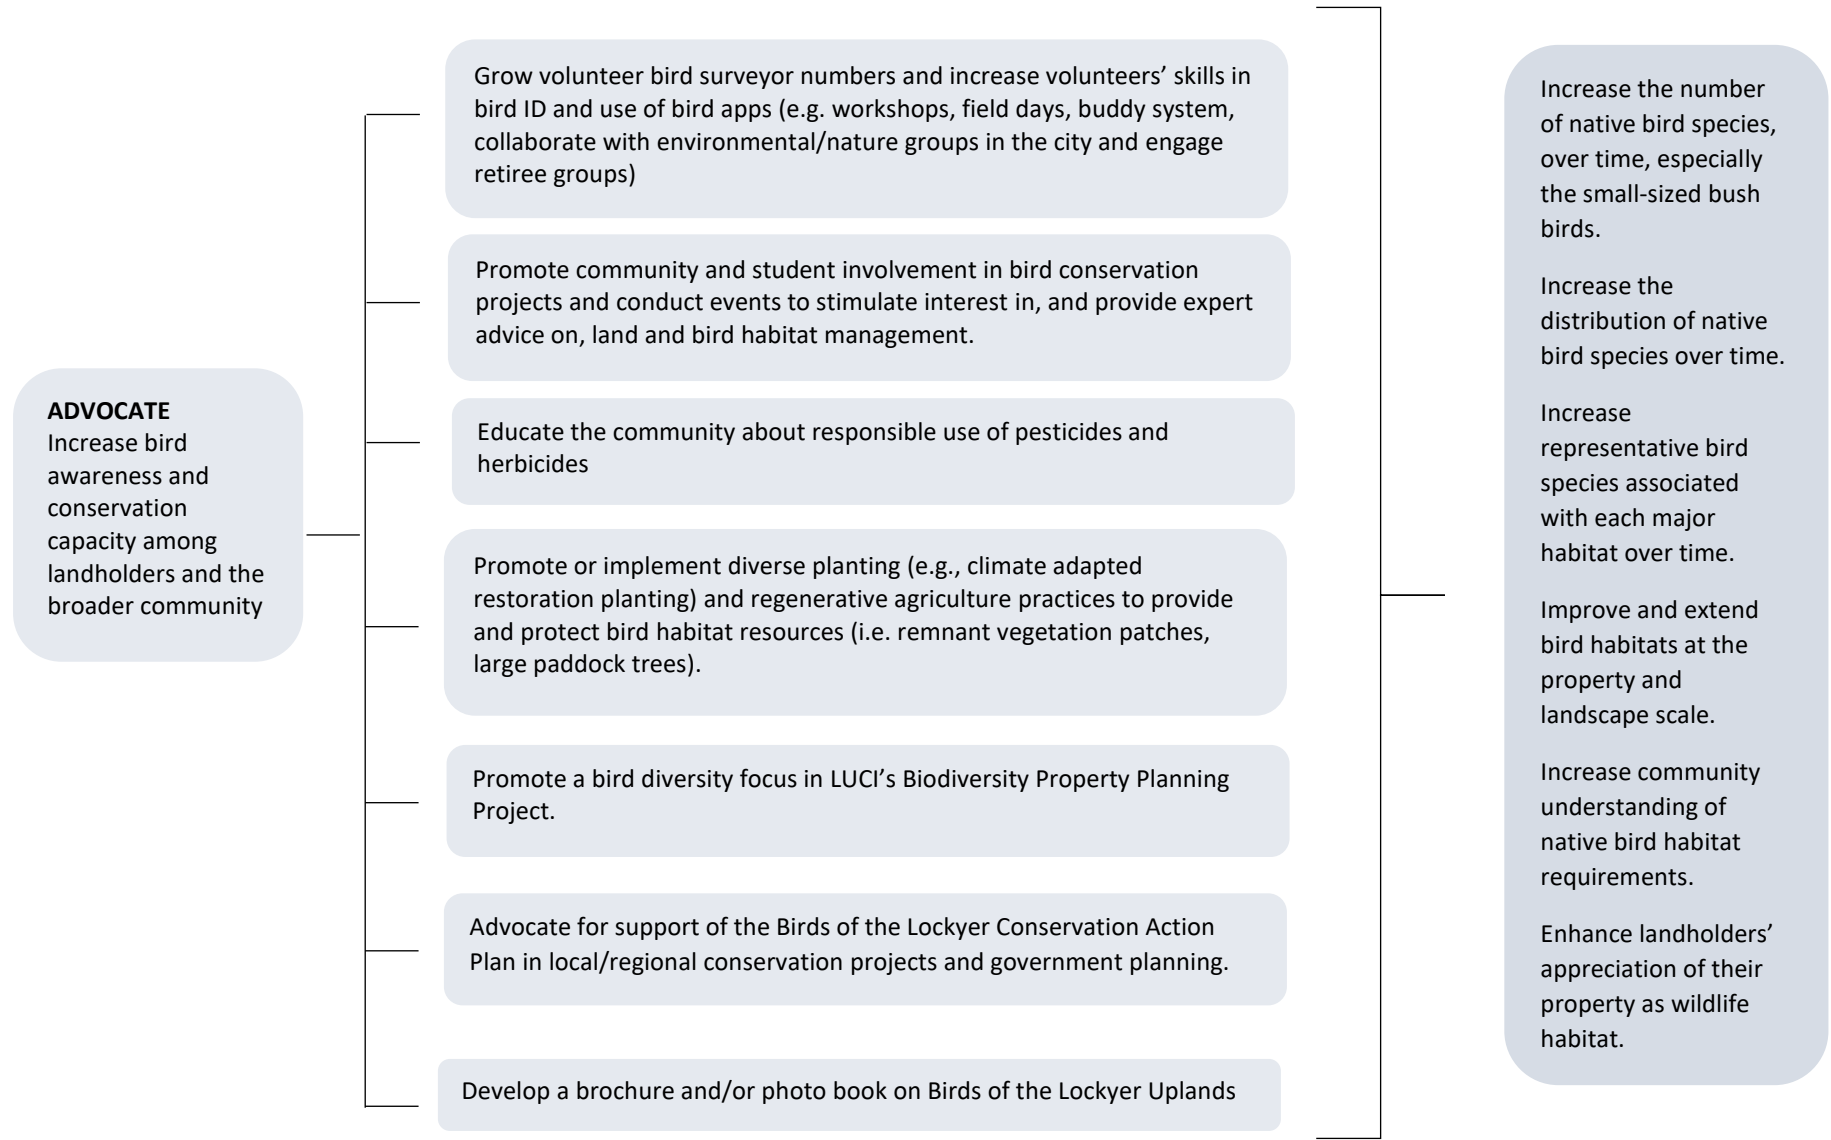 ADVOCATE
Increase bird
awareness and
conservation
capacity among
landholders and the
broader community
Grow volunteer bird surveyor numbers and increase volunteers’ skills in
bird ID and use of bird apps (e.g. workshops, field days, buddy system,
collaborate with environmental/nature groups in the city and engage
retiree groups)
Promote community and student involvement in bird conservation
projects and conduct events to stimulate interest in, and provide expert
advice on, land and bird habitat management.
Educate the community about responsible use of pesticides and
herbicides
Promote or implement diverse planting (e.g., climate adapted
restoration planting) and regenerative agriculture practices to provide
and protect bird habitat resources (i.e. remnant vegetation patches,
large paddock trees).
Promote a bird diversity focus in LUCI’s Biodiversity Property Planning
Project.
Advocate for support of the Birds of the Lockyer Conservation Action
Plan in local/regional conservation projects and government planning.
Develop a brochure and/or photo book on Birds of the Lockyer Uplands
Increase the number
of native bird species,
over time, especially
the small-sized bush
birds.
Increase the
distribution of native
bird species over time.
Increase
representative bird
species associated
with each major
habitat over time.
Improve and extend
bird habitats at the
property and
landscape scale.
Increase community
understanding of
native bird habitat
requirements.
Enhance landholders’
appreciation of their
property as wildlife
habitat.